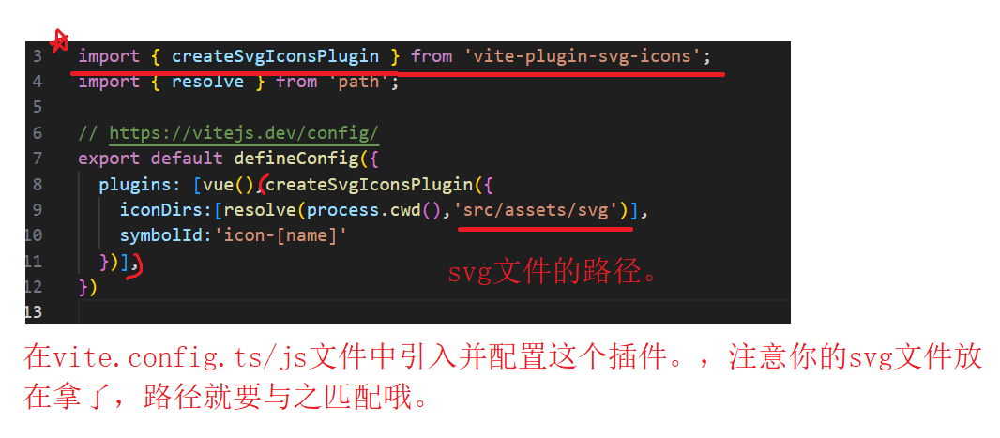 3 import { createSvgIconsPlugin } from 'vite-plugin-svg-icons';
4 import { resolve } from 'path';
5
6 // https://vitejs.dev/config/
7 export default defineConfig({
8   plugins: [vue(),createSvgIconsPlugin({
9     iconDirs:[resolve(process.cwd(),'src/assets/svg')],
10     symbolId:'icon-[name]'
11   })],
12 })
13
svg文件的路径。
在vite.config.ts/js文件中引入并配置这个插件。，注意你的svg文件放
在拿了，路径就要与之匹配哦。